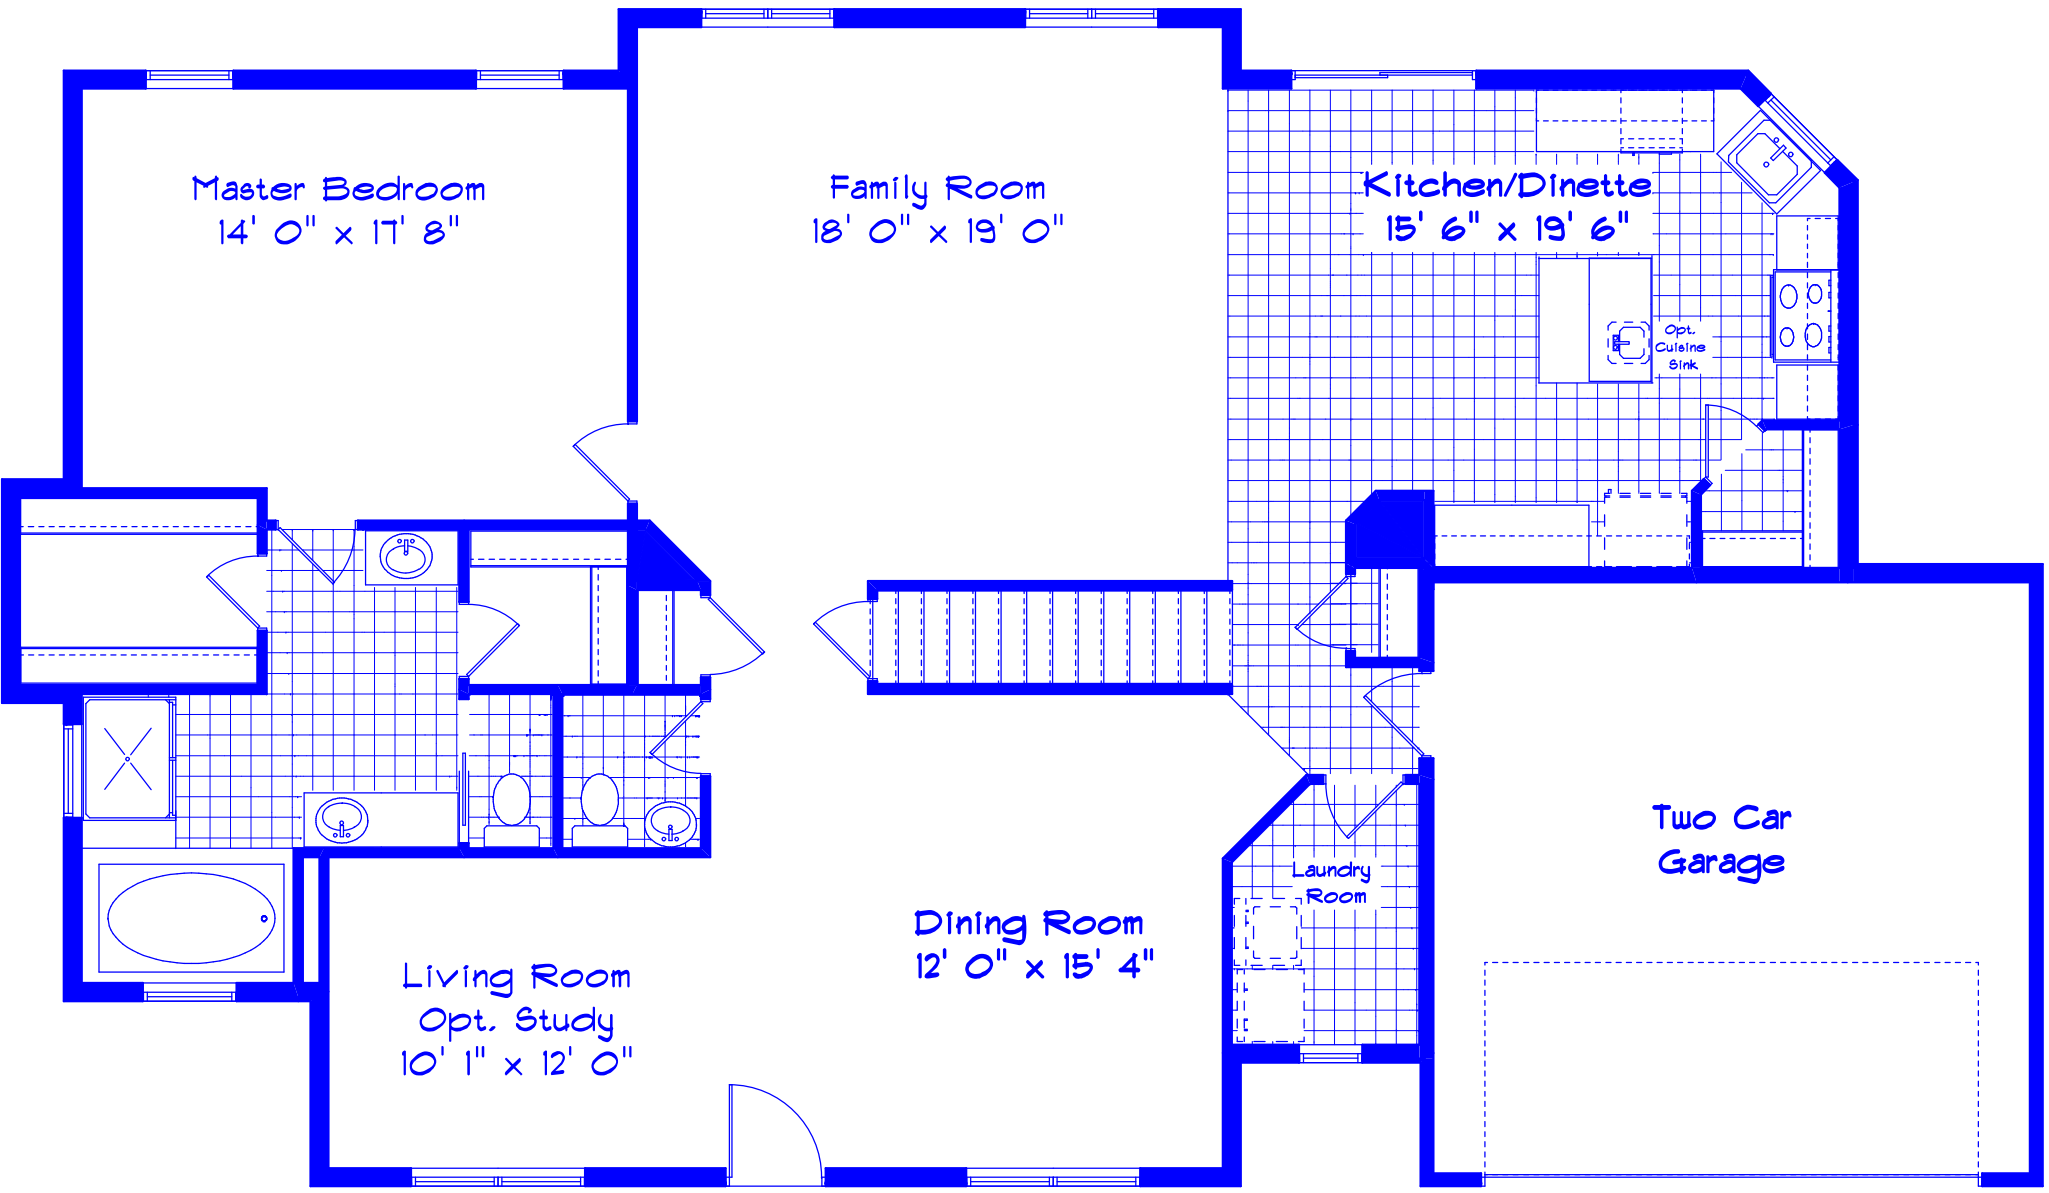 Master Bedroom
14' 0" x 17' 8"
Family Room
18' 0" x 19' 0"
Kitchen/Dinette
15' 6" x 19' 6"
Opt.
Cuisine
Sink
Two Car
Garage
Laundry
Room
Dining Room
12' 0" x 15' 4"
Living Room
Opt. Study
10' 1" x 12' 0"